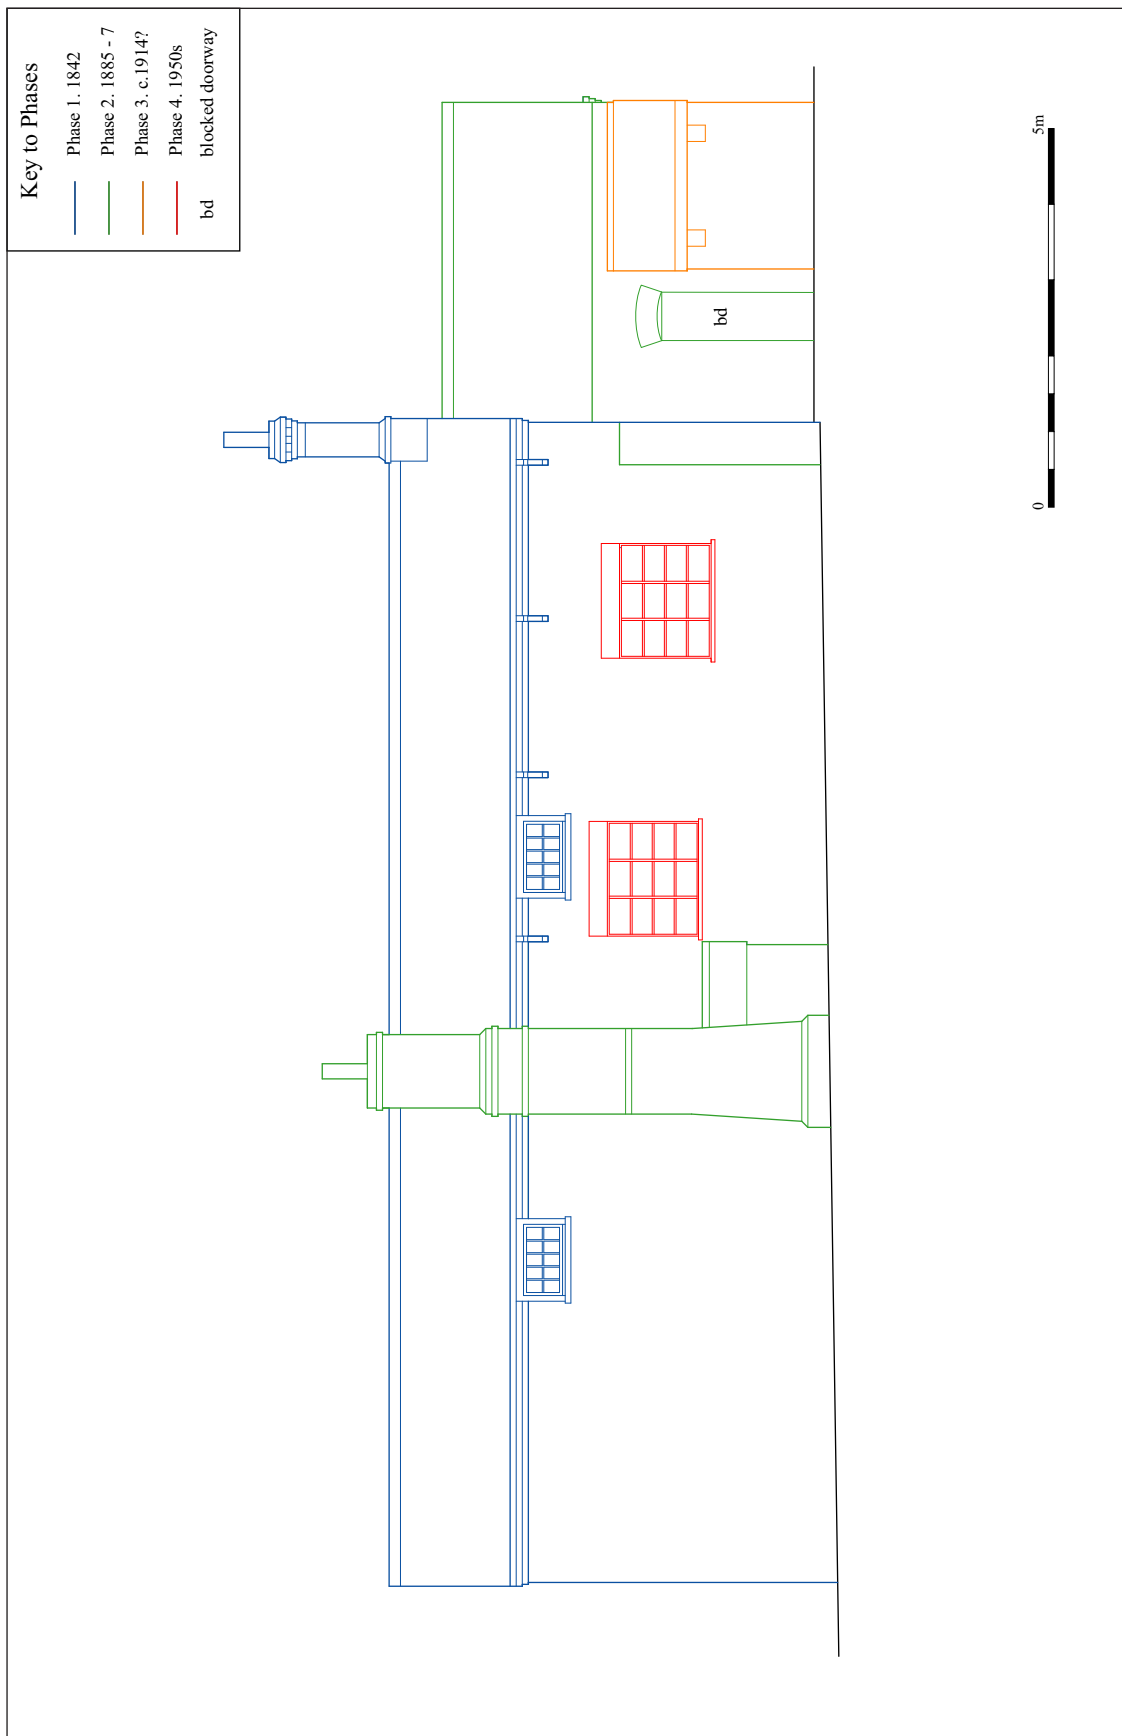 Key to Phases
Phase 1. 1842
Phase 2. 1885 - 7
Phase 3. c.1914?
Phase 4. 1950s
bd blocked doorway
bd
0 5m